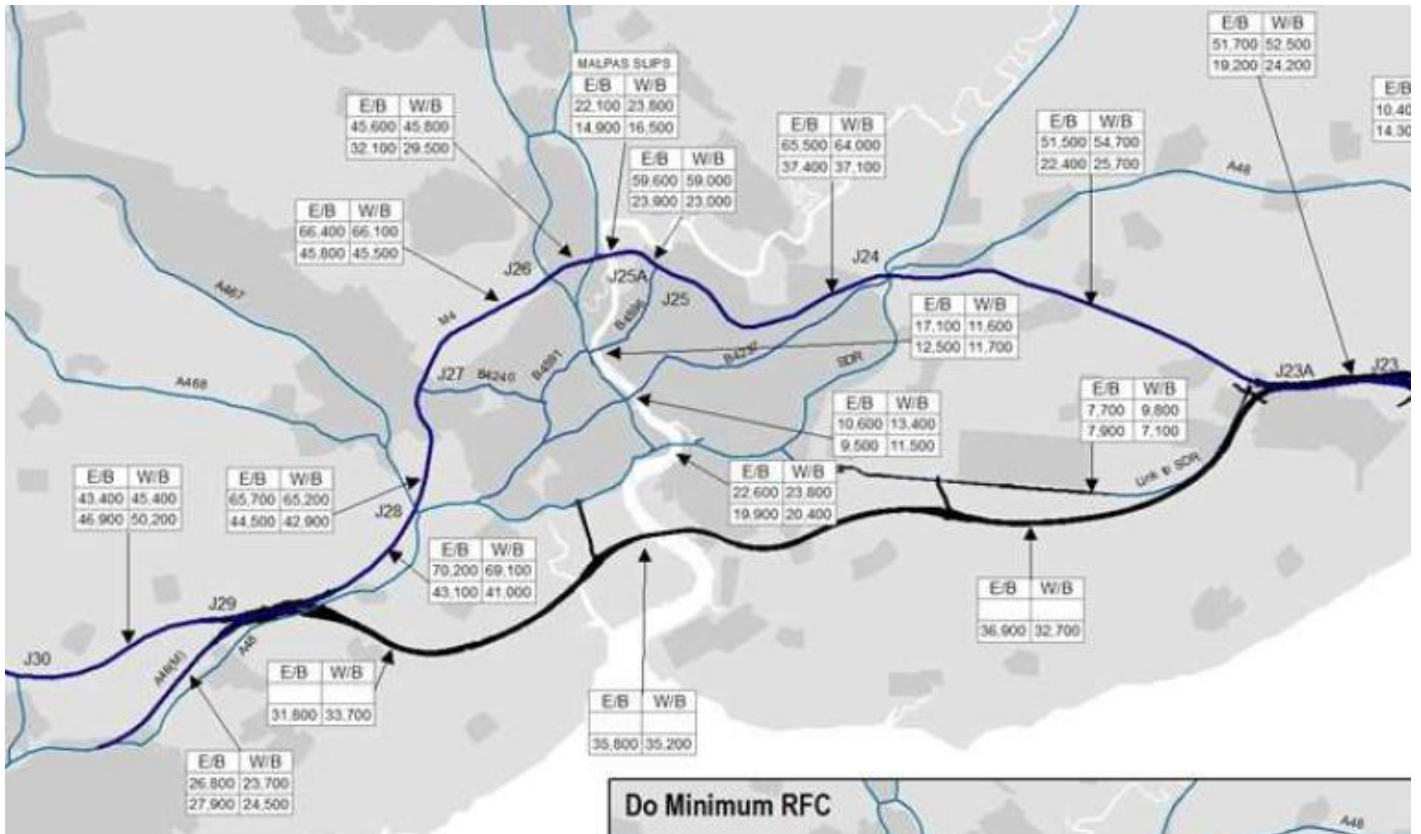 E/B W/B
51,700 52,500
19,200 24,200
MALPAS SLIPS
E/B W/B
22,100 23,800
14,900 16,500
E/B W/B
45,600 45,800
32,100 29,500
E/B
E/B W/B
65,500 64,000
37,400 37,100
E/B W/B
51,500 54,700
22,400 25,700
E/B W/B
59,600 59,000
23,900 23,000
A48
E/B W/B
66,400 66,100
45,800 45,500
J26
J25A
J25
J24
A467
M4
B4596
E/B W/B
17,100 11,600
12,500 11,700
B4591
B4237
SDR
J27
B4240
A468
J23A
J23
E/B W/B
7,700 9,800
7,900 7,100
E/B W/B
10,600 13,400
9,500 11,500
E/B W/B
43,400 45,400
46,900 50,200
E/B W/B
65,700 65,200
44,500 42,900
J28
E/B W/B
22,600 23,800
19,900 20,400
Link to SDR
E/B W/B
70,200 69,100
43,100 41,000
J29
J30
A48(M)
A48
E/B W/B
36,900 32,700
E/B W/B
31,800 33,700
E/B W/B
35,800 35,200
E/B W/B
26,800 23,700
27,900 24,500
Do Minimum RFC
A48